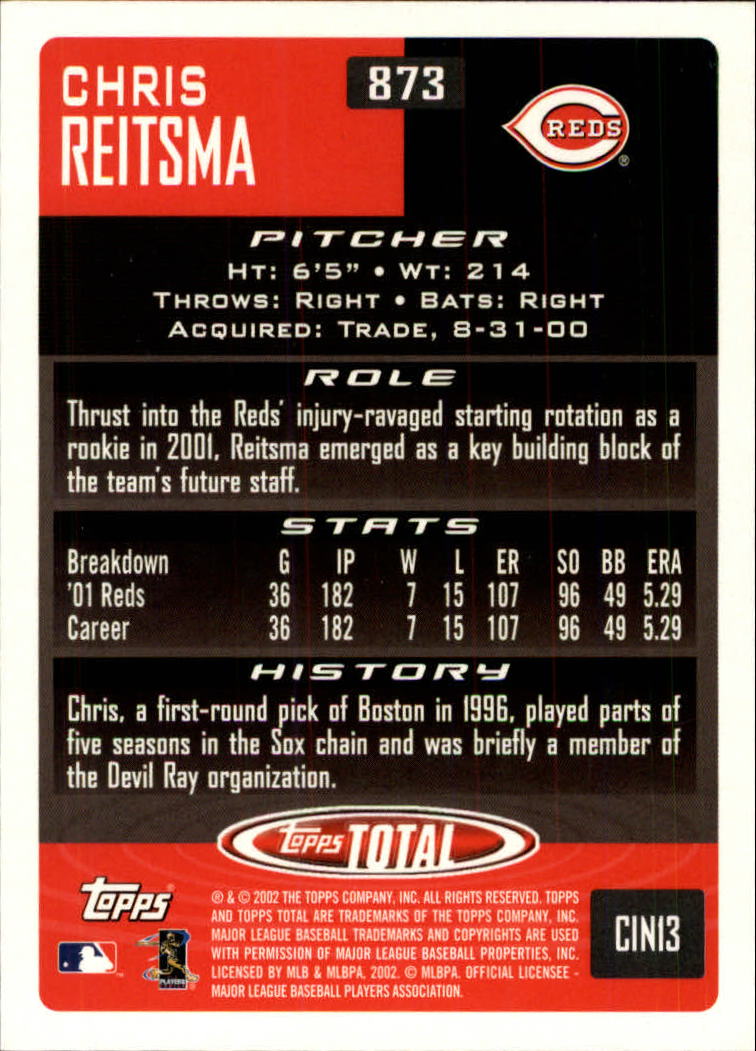 CHRIS
REITSMA
873
REDS
®
PITCHER
HT: 6'5" • WT: 214
THROWS: RIGHT • BATS: RIGHT
ACQUIRED: TRADE, 8-31-00
ROLE
Thrust into the Reds' injury-ravaged starting rotation as a
rookie in 2001, Reitsma emerged as a key building block of
the team's future staff.
STATS
Breakdown G IP W L ER SO BB ERA
'01 Reds 36 182 7 15 107 96 49 5.29
Career 36 182 7 15 107 96 49 5.29
HISTORY
Chris, a first-round pick of Boston in 1996, played parts of
five seasons in the Sox chain and was briefly a member of
the Devil Ray organization.
Topps TOTAL
Topps®
® & © 2002 THE TOPPS COMPANY, INC. ALL RIGHTS RESERVED. TOPPS
AND TOPPS TOTAL ARE TRADEMARKS OF THE TOPPS COMPANY, INC.
MAJOR LEAGUE BASEBALL TRADEMARKS AND COPYRIGHTS ARE USED
WITH PERMISSION OF MAJOR LEAGUE BASEBALL PROPERTIES, INC.
LICENSED BY MLB & MLBPA, 2002. © MLBPA. OFFICIAL LICENSEE -
MAJOR LEAGUE BASEBALL PLAYERS ASSOCIATION.
PLAYERS
CIN13